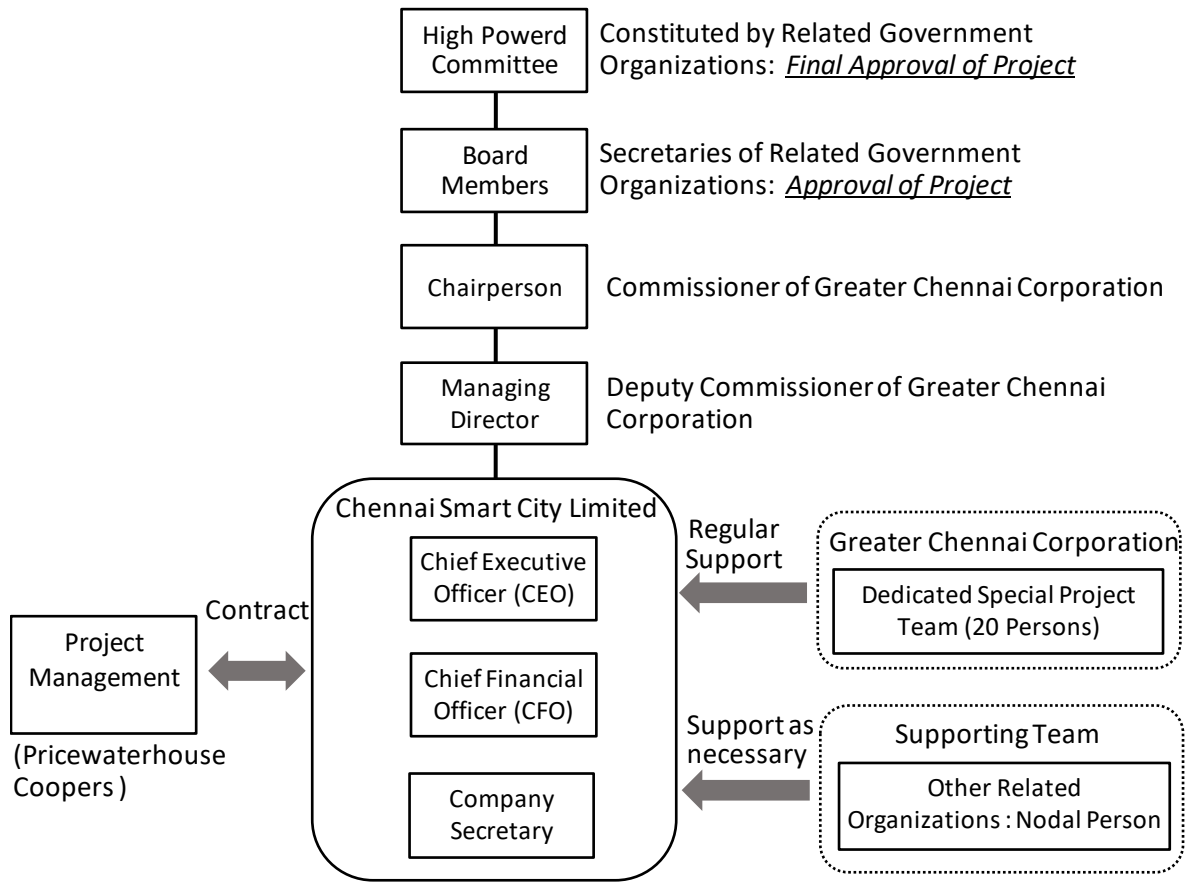 High Powerd
Committee
Constituted by Related Government
Organizations: Final Approval of Project
Board
Members
Secretaries of Related Government
Organizations: Approval of Project
Chairperson
Commissioner of Greater Chennai Corporation
Managing
Director
Deputy Commissioner of Greater Chennai
Corporation
Chennai Smart City Limited
Chief Executive
Officer (CEO)
Chief Financial
Officer (CFO)
Company
Secretary
Contract
Project
Management
(Pricewaterhouse
Coopers )
Regular
Support
Greater Chennai Corporation
Dedicated Special Project
Team (20 Persons)
Support as
necessary
Supporting Team
Other Related
Organizations : Nodal Person